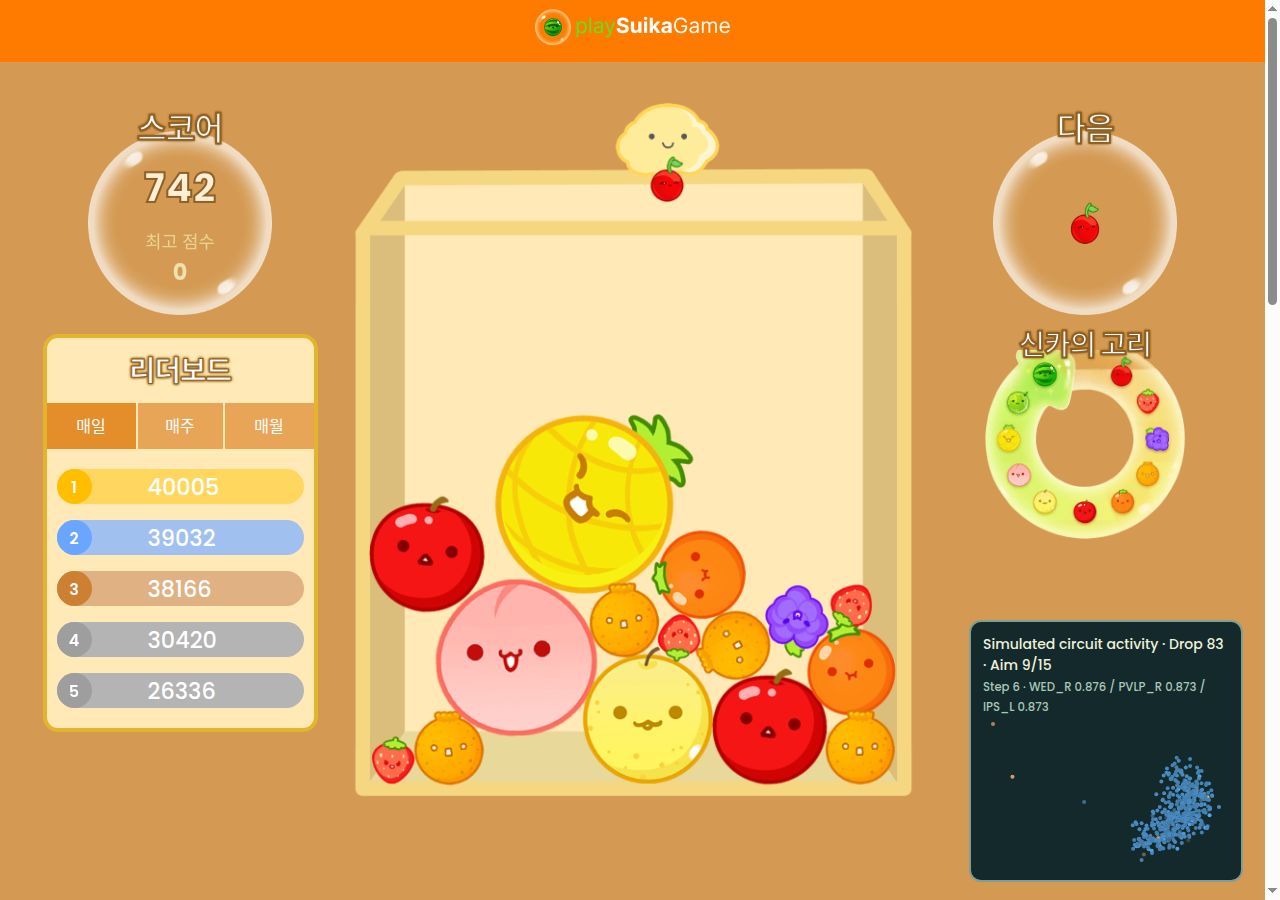 playSuikaGame
스코어
742
최고 점수
0
다음
신카의 고리
리더보드
매일 매주 매월
1 40005
2 39032
3 38166
4 30420
5 26336
Simulated circuit activity · Drop 83
· Aim 9/15
Step 6 · WED_R 0.876 / PVLP_R 0.873 /
IPS_L 0.873